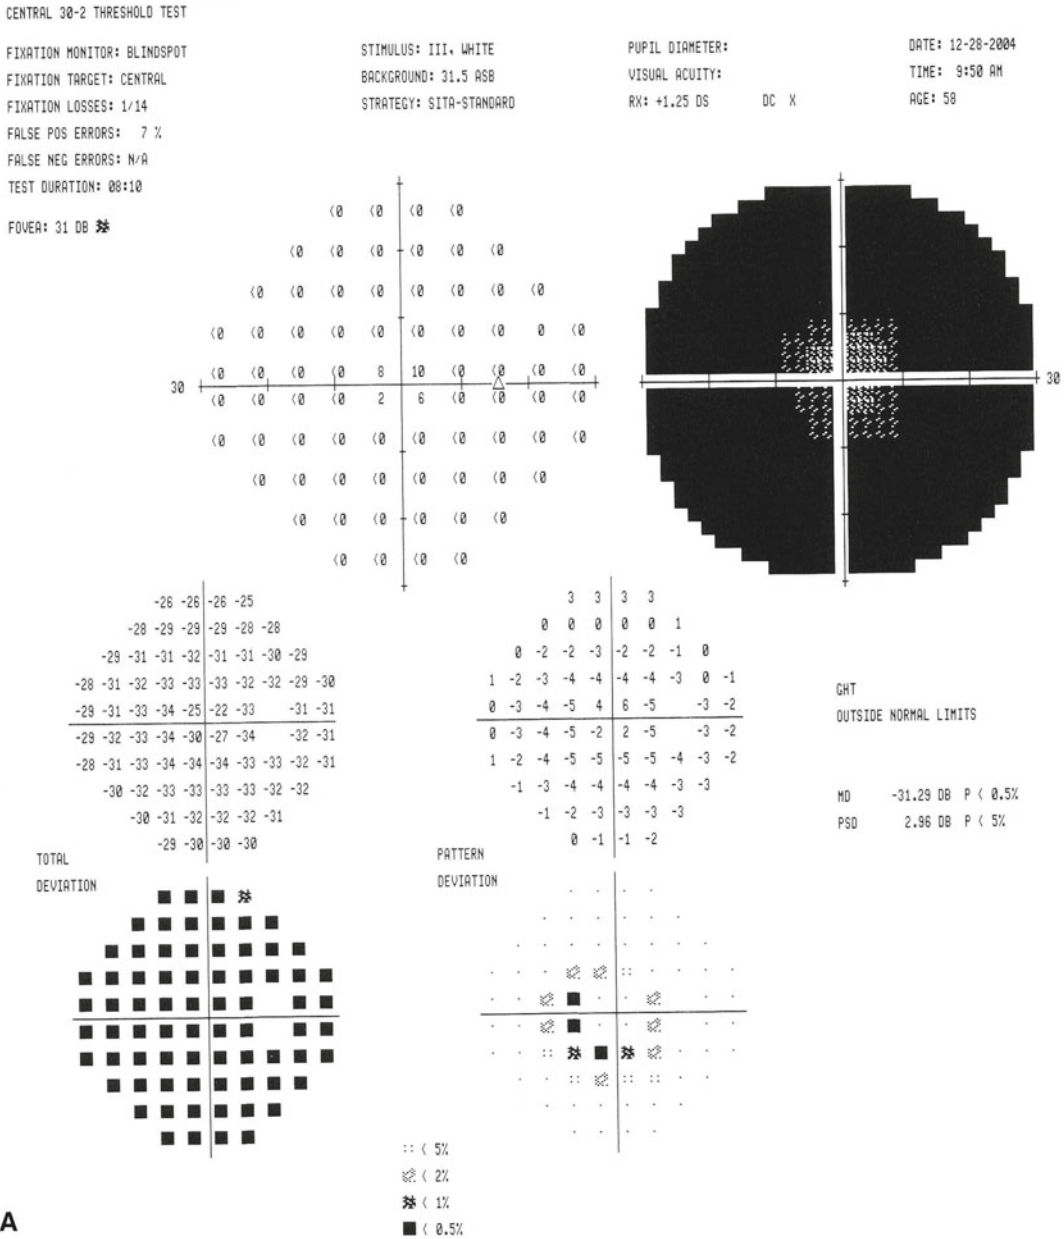 CENTRAL 30-2 THRESHOLD TEST
FIXATION MONITOR: BLINDSPOT
FIXATION TARGET: CENTRAL
FIXATION LOSSES: 1/14
FALSE POS ERRORS: 7 %
FALSE NEG ERRORS: N/A
TEST DURATION: 08:10
FOVEA: 31 DB
STIMULUS: III, WHITE
BACKGROUND: 31.5 ASB
STRATEGY: SITA-STANDARD
PUPIL DIAMETER:
VISUAL ACUITY:
RX: +1.25 DS DC X
DATE: 12-28-2004
TIME: 9:50 AM
AGE: 58
<0 <0 <0 <0
<0 <0 <0 <0 <0 <0
<0 <0 <0 <0 <0 <0 <0 <0
<0 <0 <0 <0 <0 <0 <0 <0 0 <0
<0 <0 <0 <0 8 10 <0 <0 <0 <0
30
<0 <0 <0 <0 2 6 <0 <0 <0 <0
<0 <0 <0 <0 <0 <0 <0 <0 <0 <0
<0 <0 <0 <0 <0 <0 <0 <0
<0 <0 <0 <0 <0 <0
<0 <0 <0 <0
30
-26 -26 -26 -25
-28 -29 -29 -29 -28 -28
-29 -31 -31 -32 -31 -31 -30 -29
-28 -31 -32 -33 -33 -33 -32 -32 -29 -30
-29 -31 -33 -34 -25 -22 -33 -31 -31
-29 -32 -33 -34 -30 -27 -34 -32 -31
-28 -31 -33 -34 -34 -34 -33 -33 -32 -31
-30 -32 -33 -33 -33 -33 -32 -32
-30 -31 -32 -32 -32 -31
-29 -30 -30 -30
TOTAL
DEVIATION
3 3 3 3
0 0 0 0 0 1
0 -2 -2 -3 -2 -2 -1 0
1 -2 -3 -4 -4 -4 -4 -3 0 -1
0 -3 -4 -5 4 6 -5 -3 -2
0 -3 -4 -5 -2 2 -5 -3 -2
1 -2 -4 -5 -5 -5 -5 -4 -3 -2
-1 -3 -4 -4 -4 -4 -3 -3
-1 -2 -3 -3 -3 -3
0 -1 -1 -2
PATTERN
DEVIATION
GHT
OUTSIDE NORMAL LIMITS
MD -31.29 DB P < 0.5%
PSD 2.96 DB P < 5%
< 5%
< 2%
< 1%
< 0.5%
A